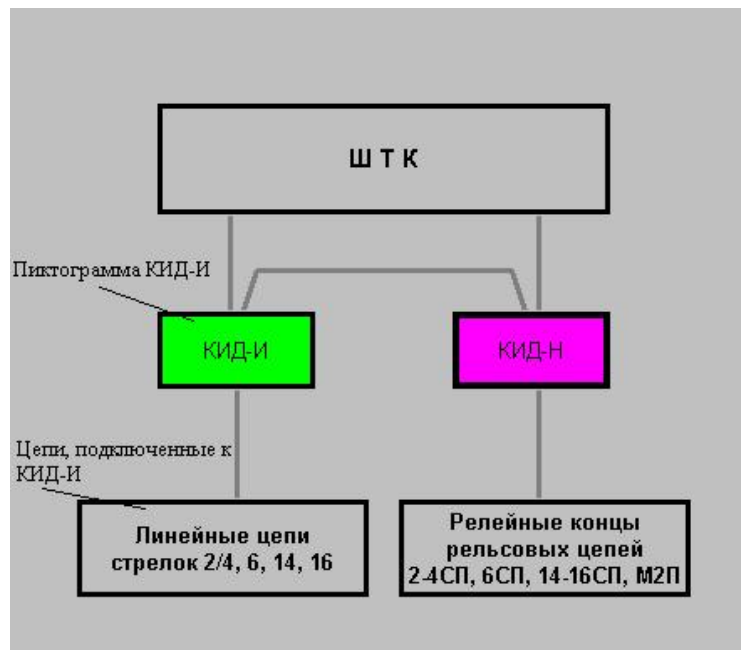 Ш Т К
Пиктограмма КИД-И
КИД-И
КИД-Н
Цепи, подключенные к
КИД-И
Линейные цепи
стрелок 2/4, 6, 14, 16
Релейные концы
рельсовых цепей
2-4СП, 6СП, 14-16СП, М2П